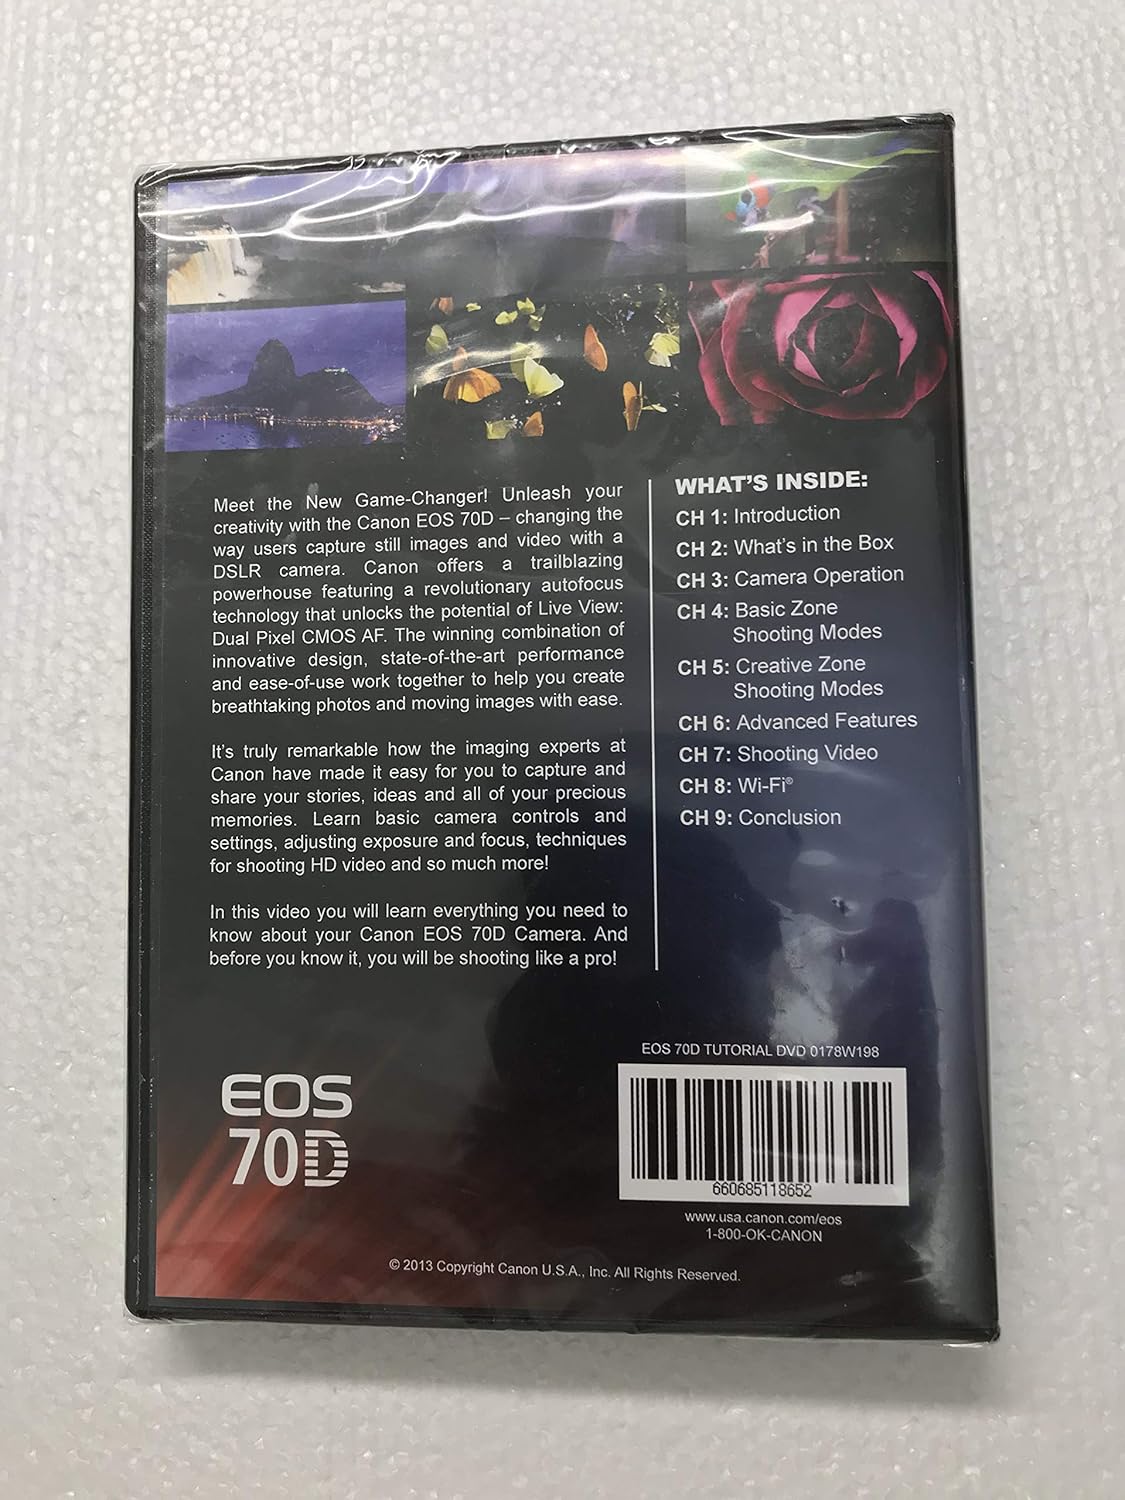 Meet the New Game-Changer! Unleash your
creativity with the Canon EOS 70D – changing the
way users capture still images and video with a
DSLR camera. Canon offers a trailblazing
powerhouse featuring a revolutionary autofocus
technology that unlocks the potential of Live View:
Dual Pixel CMOS AF. The winning combination of
innovative design, state-of-the-art performance
and ease-of-use work together to help you create
breathtaking photos and moving images with ease.
It's truly remarkable how the imaging experts at
Canon have made it easy for you to capture and
share your stories, ideas and all of your precious
memories. Learn basic camera controls and
settings, adjusting exposure and focus, techniques
for shooting HD video and so much more!
In this video you will learn everything you need to
know about your Canon EOS 70D Camera. And
before you know it, you will be shooting like a pro!
WHAT'S INSIDE:
CH 1: Introduction
CH 2: What's in the Box
CH 3: Camera Operation
CH 4: Basic Zone
Shooting Modes
CH 5: Creative Zone
Shooting Modes
CH 6: Advanced Features
CH 7: Shooting Video
CH 8: Wi-Fi®
CH 9: Conclusion
EOS
70D
EOS 70D TUTORIAL DVD 0178W198
660685118652
www.usa.canon.com/eos
1-800-OK-CANON
© 2013 Copyright Canon U.S.A., Inc. All Rights Reserved.